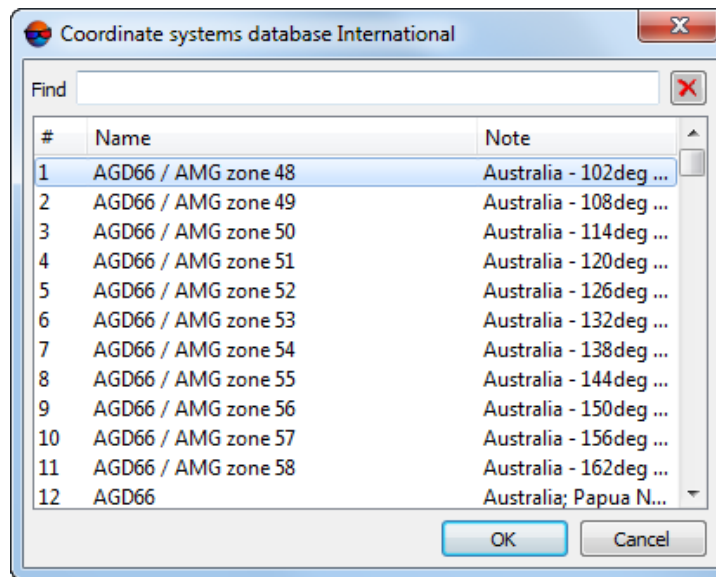 Coordinate systems database International
Find
# Name Note
1 AGD66 / AMG zone 48 Australia - 102deg ...
2 AGD66 / AMG zone 49 Australia - 108deg ...
3 AGD66 / AMG zone 50 Australia - 114deg ...
4 AGD66 / AMG zone 51 Australia - 120deg ...
5 AGD66 / AMG zone 52 Australia - 126deg ...
6 AGD66 / AMG zone 53 Australia - 132deg ...
7 AGD66 / AMG zone 54 Australia - 138deg ...
8 AGD66 / AMG zone 55 Australia - 144deg ...
9 AGD66 / AMG zone 56 Australia - 150deg ...
10 AGD66 / AMG zone 57 Australia - 156deg ...
11 AGD66 / AMG zone 58 Australia - 162deg ...
12 AGD66 Australia; Papua N...
OK Cancel